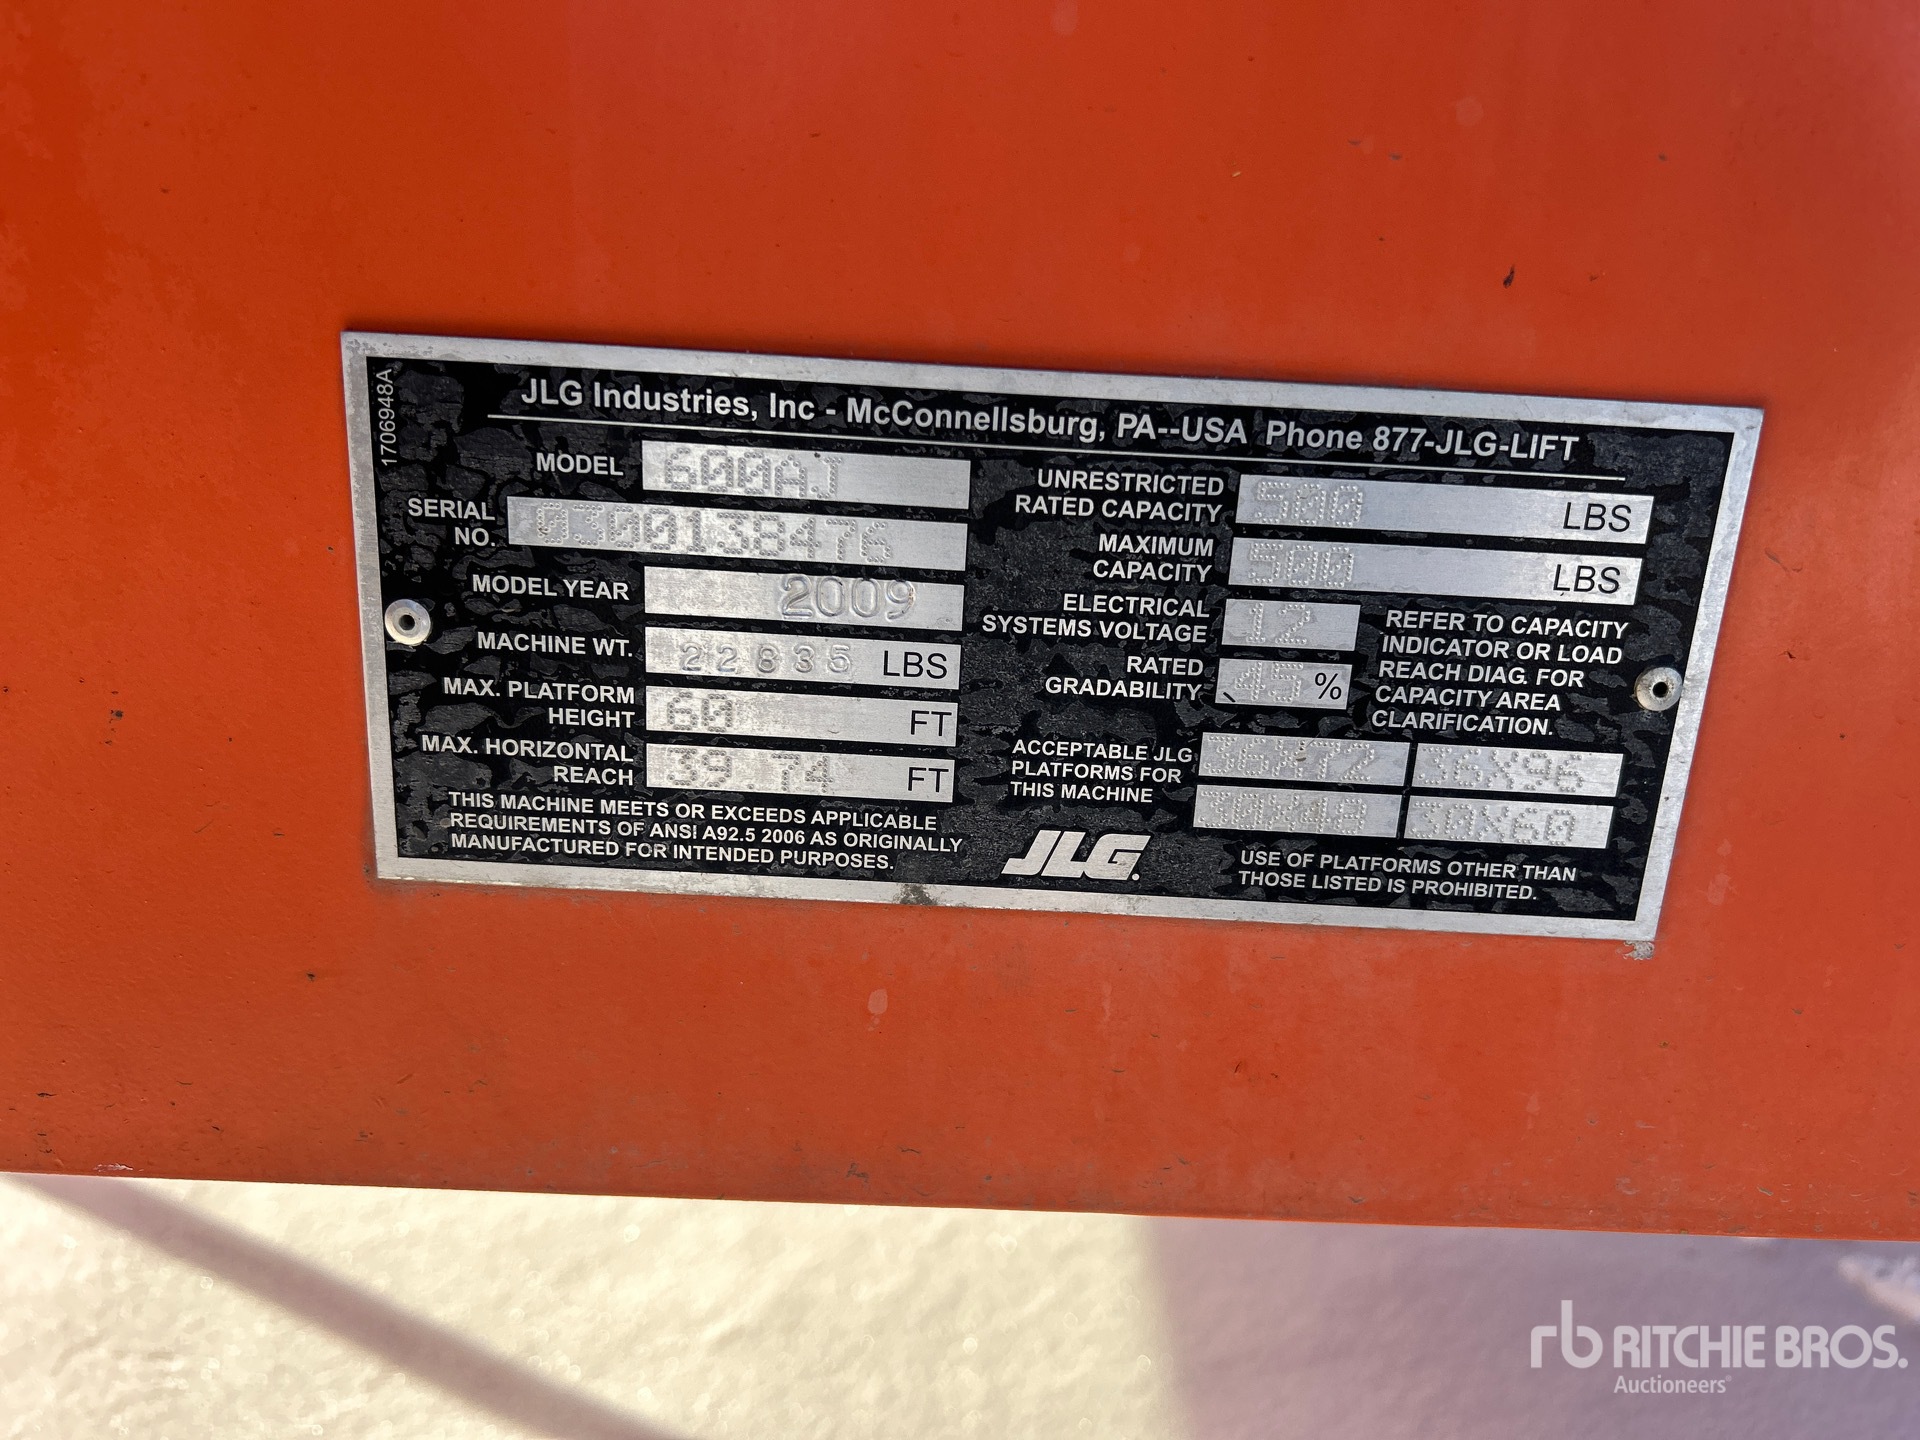 17069​48A
JLG Industries, Inc - McConnellsburg, PA--USA Phone 877-JLG-LIFT
MODEL 600AJ
SERIAL NO. 0300138476
MODEL YEAR 2009
MACHINE WT. 22835 LBS
MAX. PLATFORM HEIGHT 60 FT
MAX. HORIZONTAL REACH 39.74 FT
THIS MACHINE MEETS OR EXCEEDS APPLICABLE
REQUIREMENTS OF ANSI A92.5 2006 AS ORIGINALLY
MANUFACTURED FOR INTENDED PURPOSES.
UNRESTRICTED RATED CAPACITY 500 LBS
MAXIMUM CAPACITY 500 LBS
ELECTRICAL SYSTEMS VOLTAGE 12
RATED GRADABILITY 45 %
REFER TO CAPACITY
INDICATOR OR LOAD
REACH DIAG. FOR
CAPACITY AREA
CLARIFICATION.
ACCEPTABLE JLG
PLATFORMS FOR
THIS MACHINE
36X72 36X96
30X48 30X60
JLG.
USE OF PLATFORMS OTHER THAN
THOSE LISTED IS PROHIBITED.
rb RITCHIE BROS.
Auctioneers